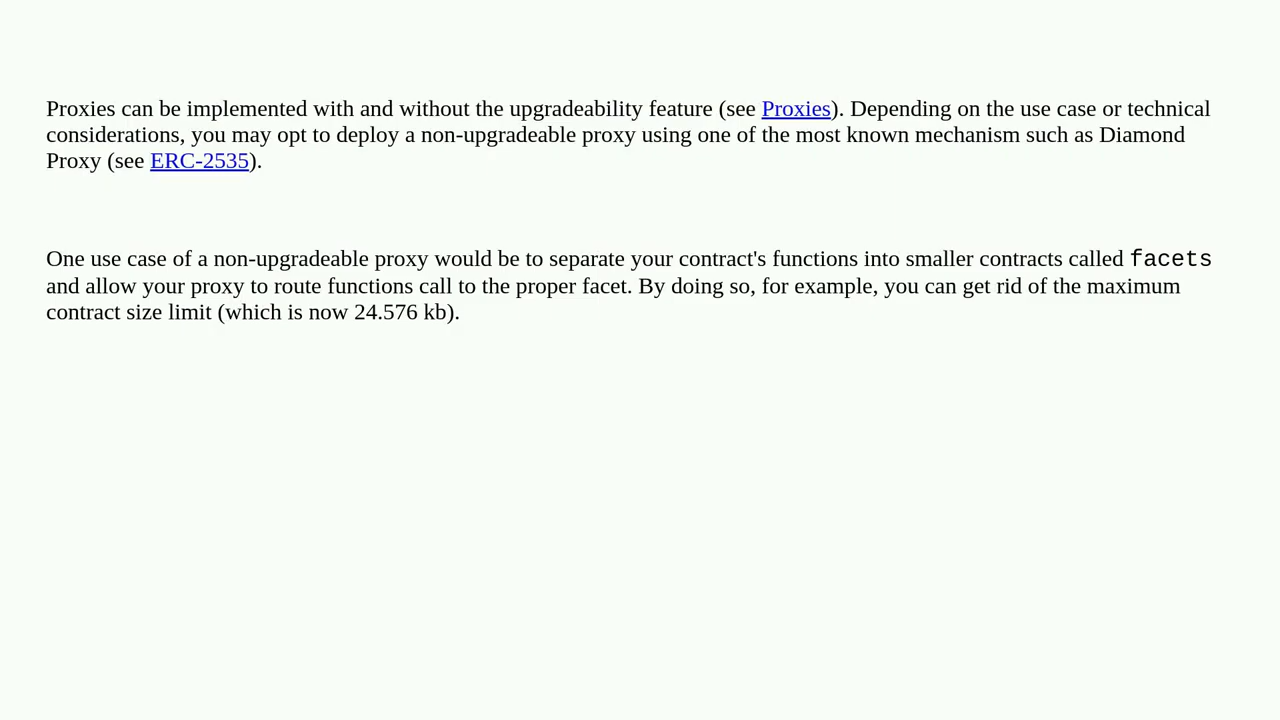 Proxies can be implemented with and without the upgradeability feature (see Proxies). Depending on the use case or technical
considerations, you may opt to deploy a non-upgradeable proxy using one of the most known mechanism such as Diamond
Proxy (see ERC-2535).
One use case of a non-upgradeable proxy would be to separate your contract's functions into smaller contracts called facets
and allow your proxy to route functions call to the proper facet. By doing so, for example, you can get rid of the maximum
contract size limit (which is now 24.576 kb).